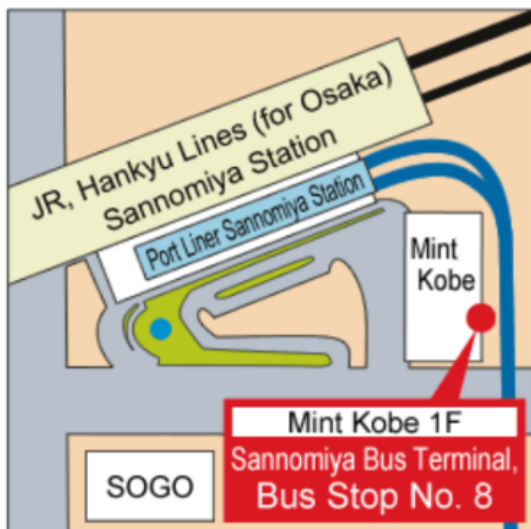 JR, Hankyu Lines (for Osaka)
Sannomiya Station
Port Liner Sannomiya Station
Mint
Kobe
Mint Kobe 1F
Sannomiya Bus Terminal,
Bus Stop No. 8
SOGO